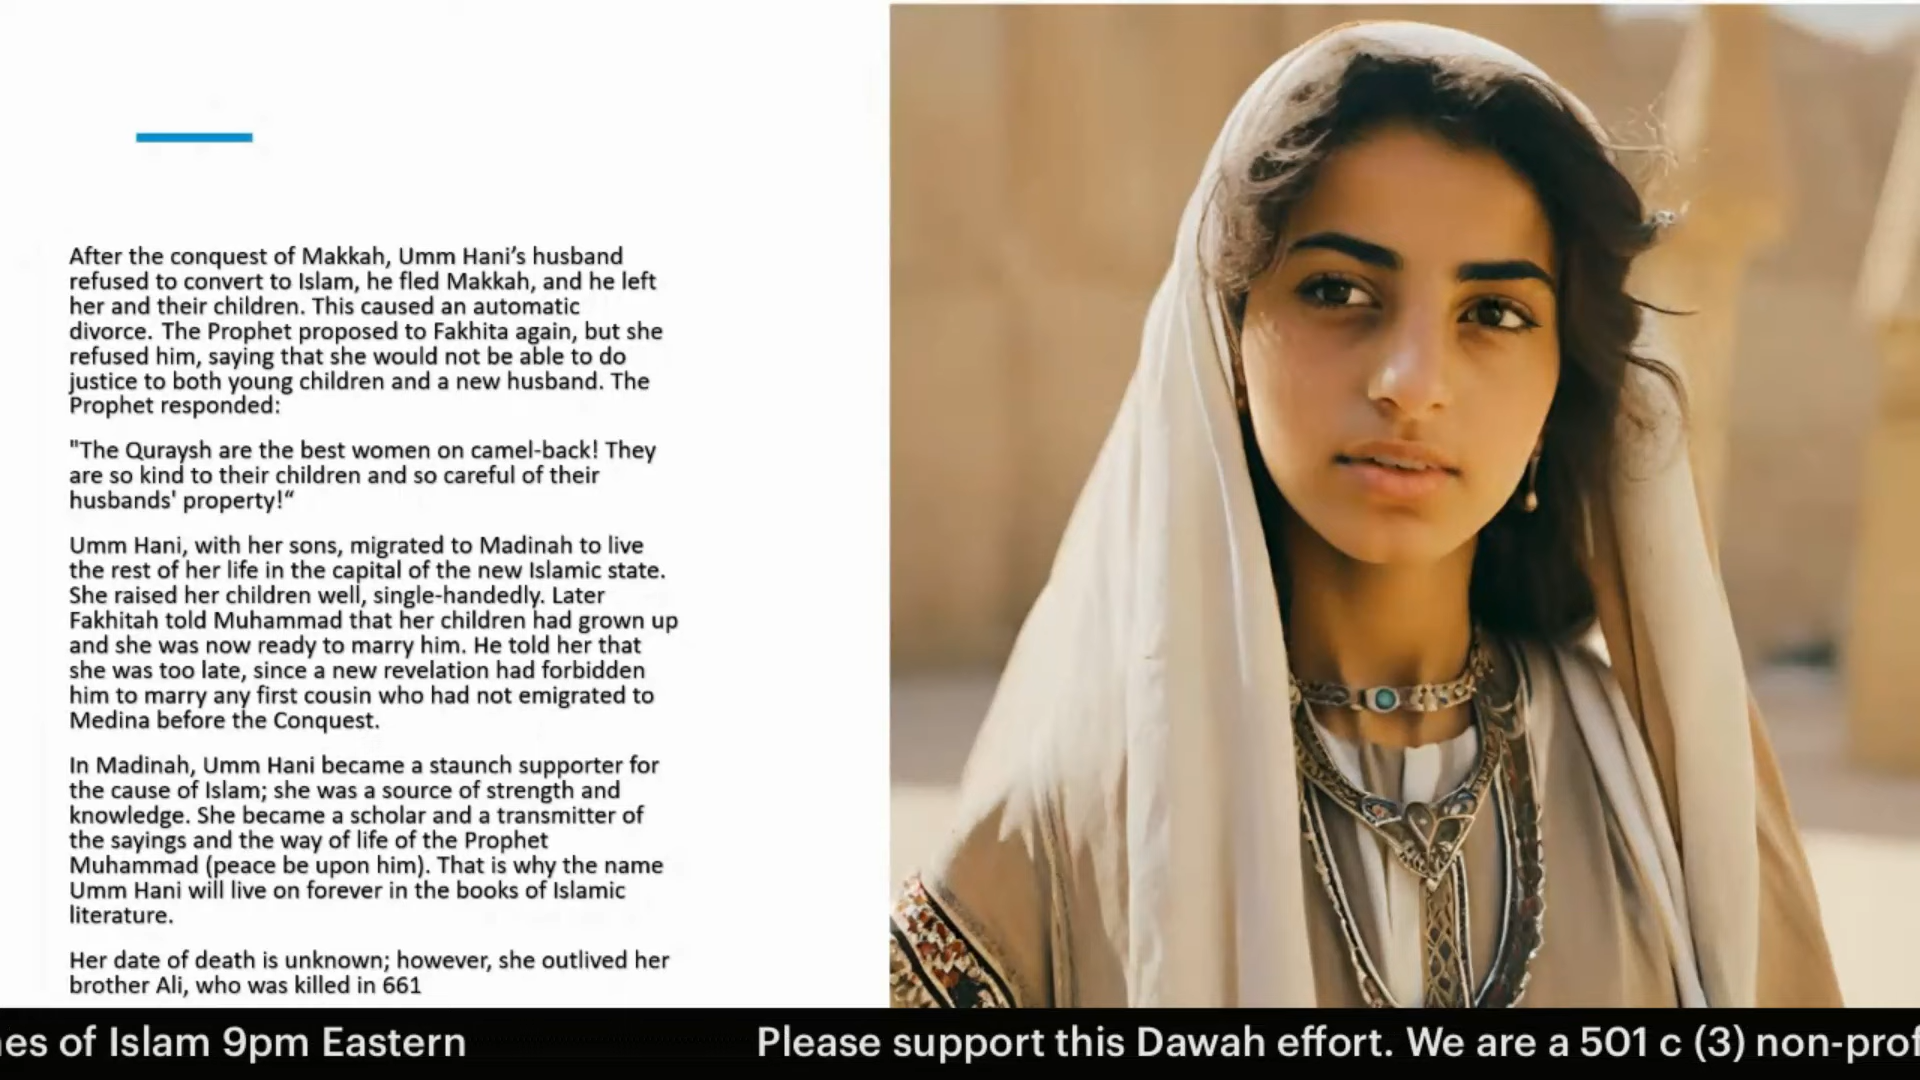 After the conquest of Makkah, Umm Hani’s husband
refused to convert to Islam, he fled Makkah, and he left
her and their children. This caused an automatic
divorce. The Prophet proposed to Fakhita again, but she
refused him, saying that she would not be able to do
justice to both young children and a new husband. The
Prophet responded:
"The Quraysh are the best women on camel-back! They
are so kind to their children and so careful of their
husbands' property!“
Umm Hani, with her sons, migrated to Madinah to live
the rest of her life in the capital of the new Islamic state.
She raised her children well, single-handedly. Later
Fakhitah told Muhammad that her children had grown up
and she was now ready to marry him. He told her that
she was too late, since a new revelation had forbidden
him to marry any first cousin who had not emigrated to
Medina before the Conquest.
In Madinah, Umm Hani became a staunch supporter for
the cause of Islam; she was a source of strength and
knowledge. She became a scholar and a transmitter of
the sayings and the way of life of the Prophet
Muhammad (peace be upon him). That is why the name
Umm Hani will live on forever in the books of Islamic
literature.
Her date of death is unknown; however, she outlived her
brother Ali, who was killed in 661
of Islam 9pm Eastern Please support this Dawah effort. We are a 501 c (3)